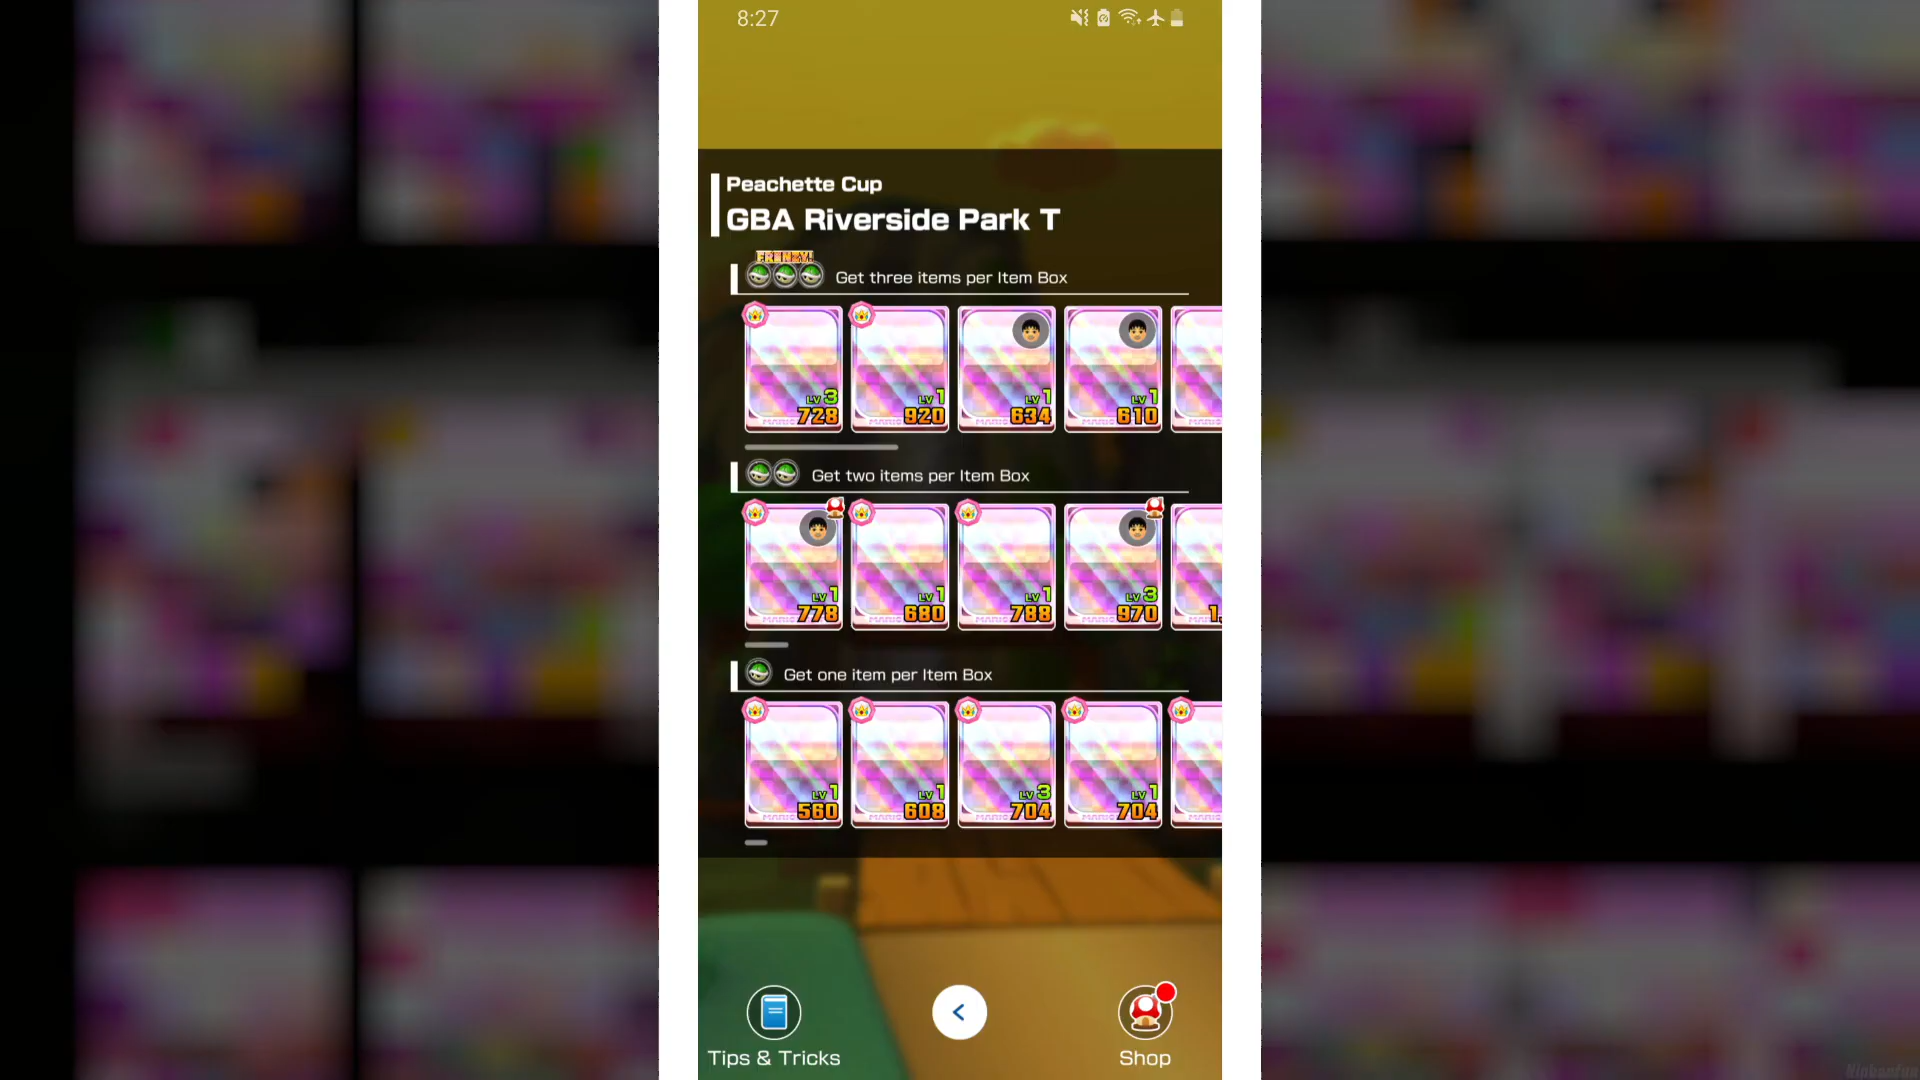 8:27
Peachette Cup
GBA Riverside Park T
FRENZY!
Get three items per Item Box
LV 3
728
LV 1
920
LV 1
634
LV 1
610
Get two items per Item Box
LV 1
778
LV 1
680
LV 1
788
LV 3
970
1.
Get one item per Item Box
LV 1
560
LV 1
608
LV 3
704
LV 1
704
Tips & Tricks
Shop